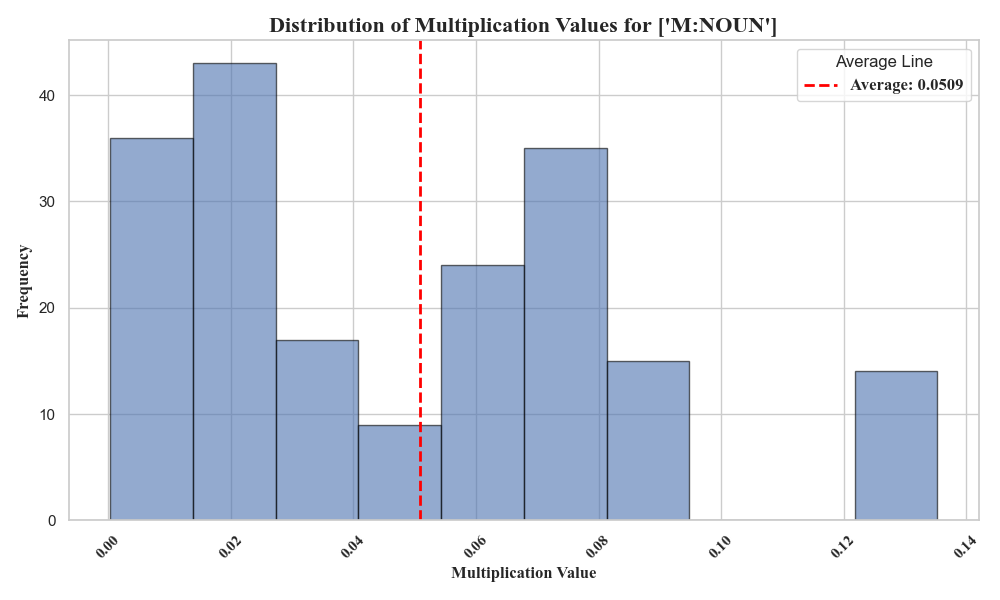 Distribution of Multiplication Values for ['M:NOUN']
Average Line
Average: 0.0509
Frequency
40
30
20
10
0
0.00
0.02
0.04
0.06
0.08
0.10
0.12
0.14
Multiplication Value